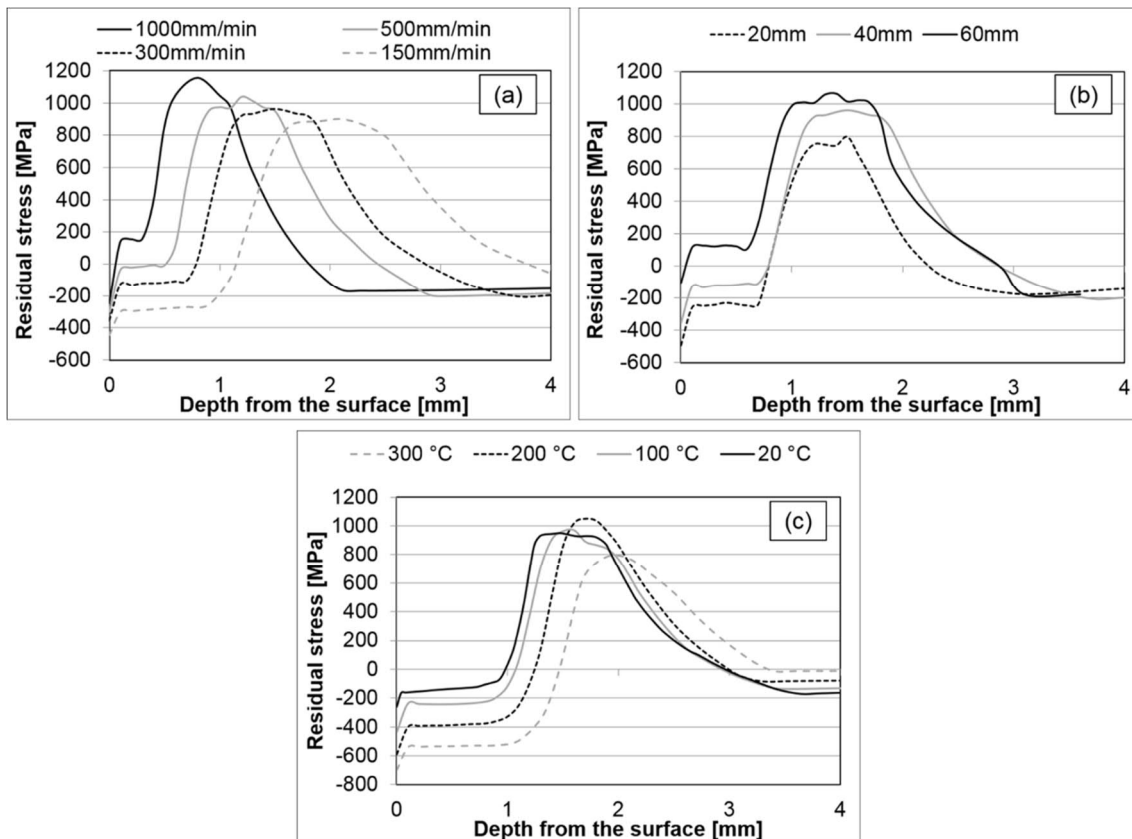 1000mm/min 500mm/min
300mm/min 150mm/min
1200
1000
800
600
400
200
0
-200
-400
-600
Residual stress [MPa]
(a)
0 1 2 3 4
Depth from the surface [mm]
20mm 40mm 60mm
1200
1000
800
600
400
200
0
-200
-400
-600
Residual stress [MPa]
(b)
0 1 2 3 4
Depth from the surface [mm]
300 °C 200 °C 100 °C 20 °C
1200
1000
800
600
400
200
0
-200
-400
-600
-800
Residual stress [MPa]
(c)
0 1 2 3 4
Depth from the surface [mm]